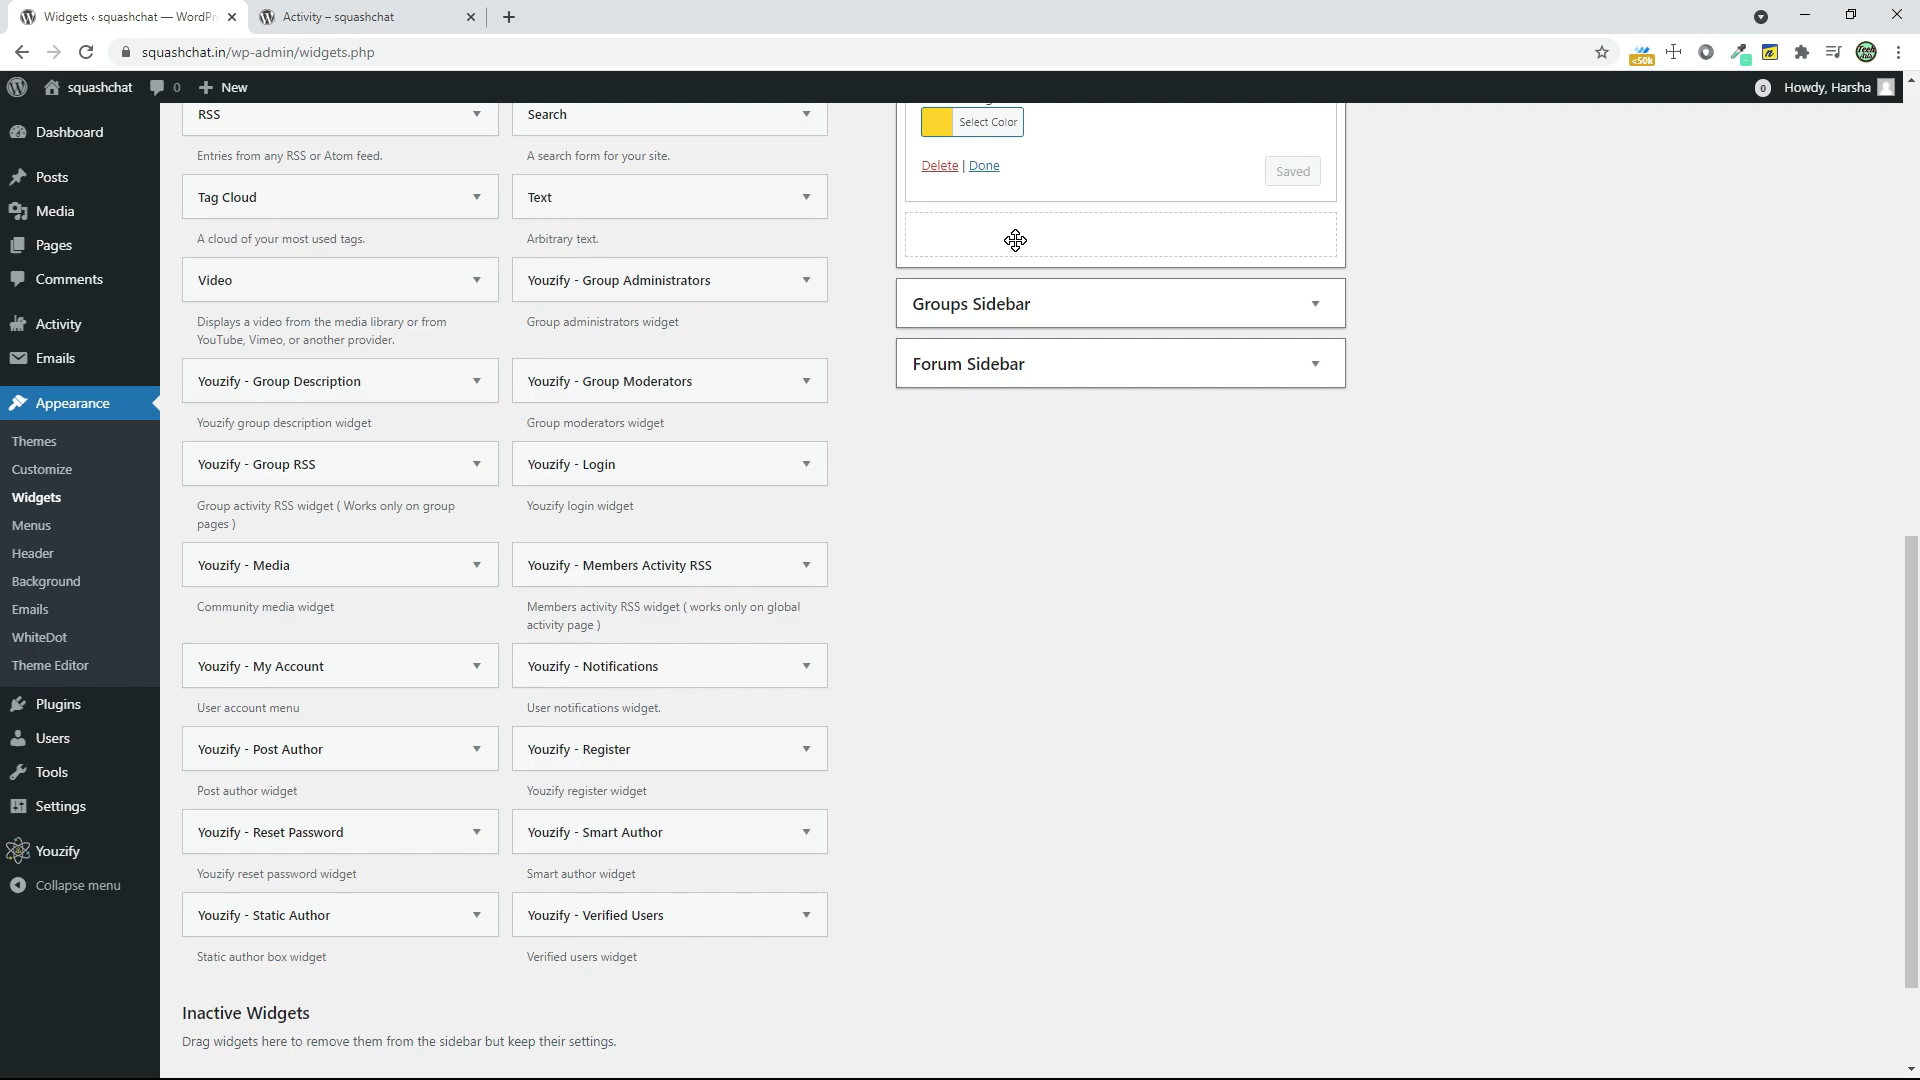 Widgets ‹ squashchat — WordPr
Activity – squashchat
squashchat.in/wp-admin/widgets.php
<50k
squashchat
0
New
0
Howdy, Harsha
Dashboard
Posts
Media
Pages
Comments
Activity
Emails
Appearance
Themes
Customize
Widgets
Menus
Header
Background
Emails
WhiteDot
Theme Editor
Plugins
Users
Tools
Settings
Youzify
Collapse menu
RSS
Search
Entries from any RSS or Atom feed.
A search form for your site.
Tag Cloud
Text
A cloud of your most used tags.
Arbitrary text.
Video
Youzify - Group Administrators
Displays a video from the media library or from
YouTube, Vimeo, or another provider.
Group administrators widget
Youzify - Group Description
Youzify - Group Moderators
Youzify group description widget
Group moderators widget
Youzify - Group RSS
Youzify - Login
Group activity RSS widget ( Works only on group
pages )
Youzify login widget
Youzify - Media
Youzify - Members Activity RSS
Community media widget
Members activity RSS widget ( works only on global
activity page )
Youzify - My Account
Youzify - Notifications
User account menu
User notifications widget.
Youzify - Post Author
Youzify - Register
Post author widget
Youzify register widget
Youzify - Reset Password
Youzify - Smart Author
Youzify reset password widget
Smart author widget
Youzify - Static Author
Youzify - Verified Users
Static author box widget
Verified users widget
Inactive Widgets
Drag widgets here to remove them from the sidebar but keep their settings.
Select Color
Delete | Done
Saved
Groups Sidebar
Forum Sidebar